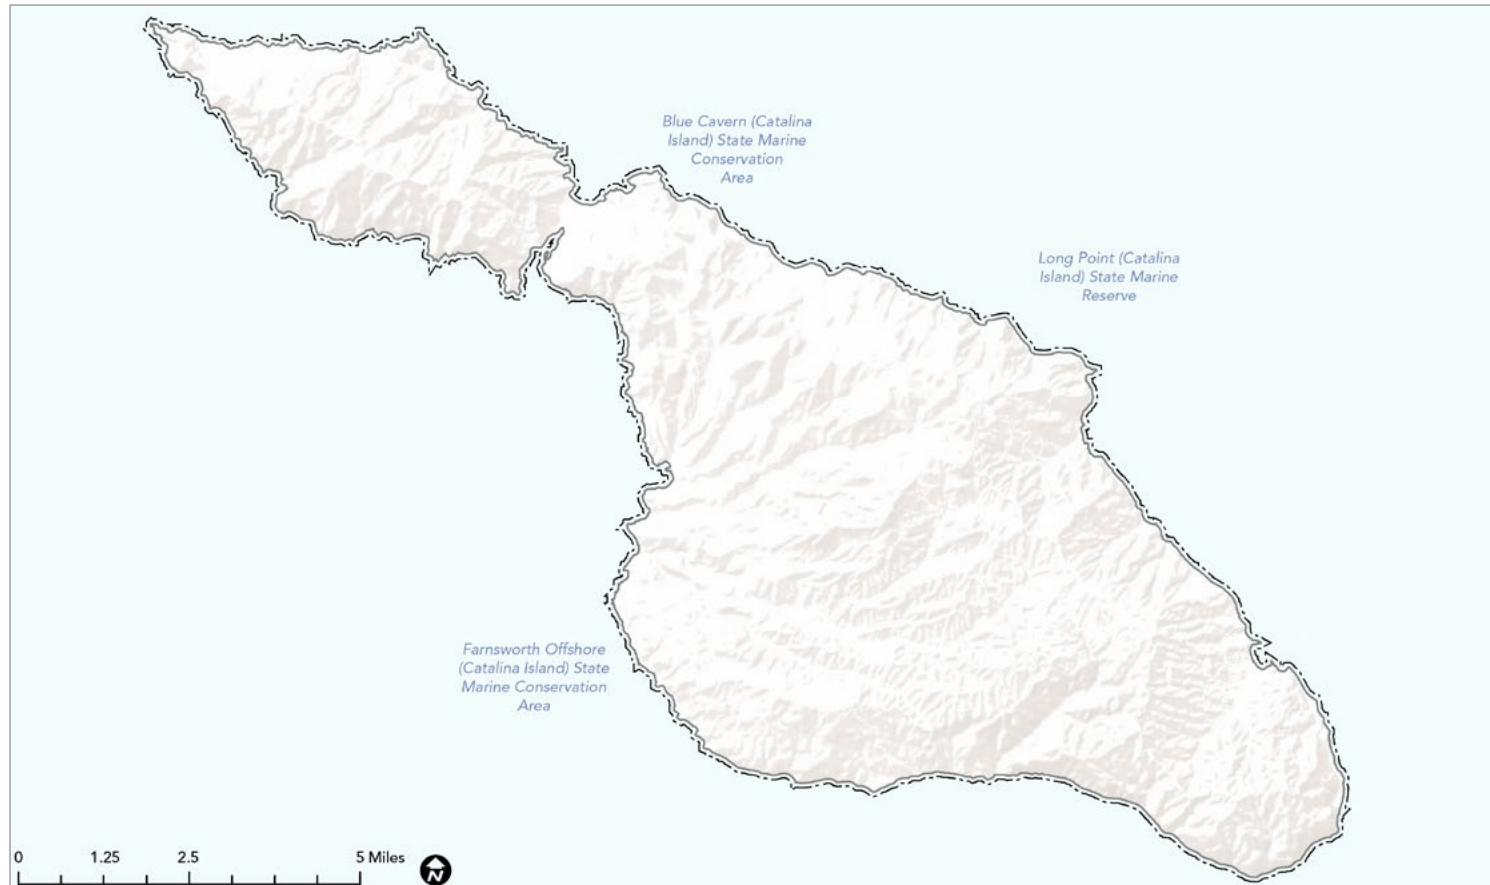 Blue Cavern (Catalina
Island) State Marine
Conservation
Area
Long Point (Catalina
Island) State Marine
Reserve
Farnsworth Offshore
(Catalina Island) State
Marine Conservation
Area
0 1.25 2.5 5 Miles
N